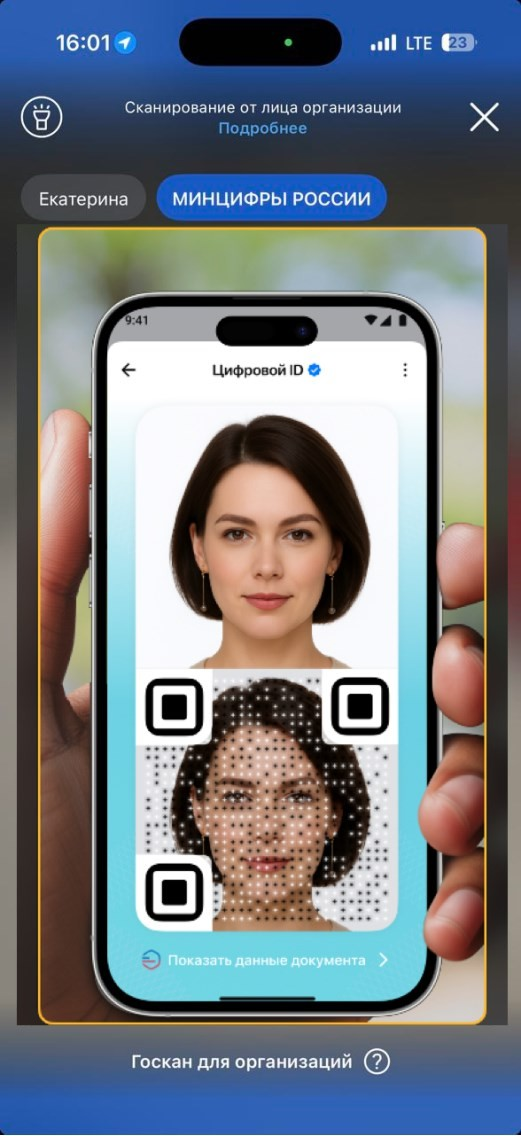 16:01
LTE 23
Сканирование от лица организации
Подробнее
Екатерина
МИНЦИФРЫ РОССИИ
9:41
Цифровой ID
Показать данные документа
Госкан для организаций ?